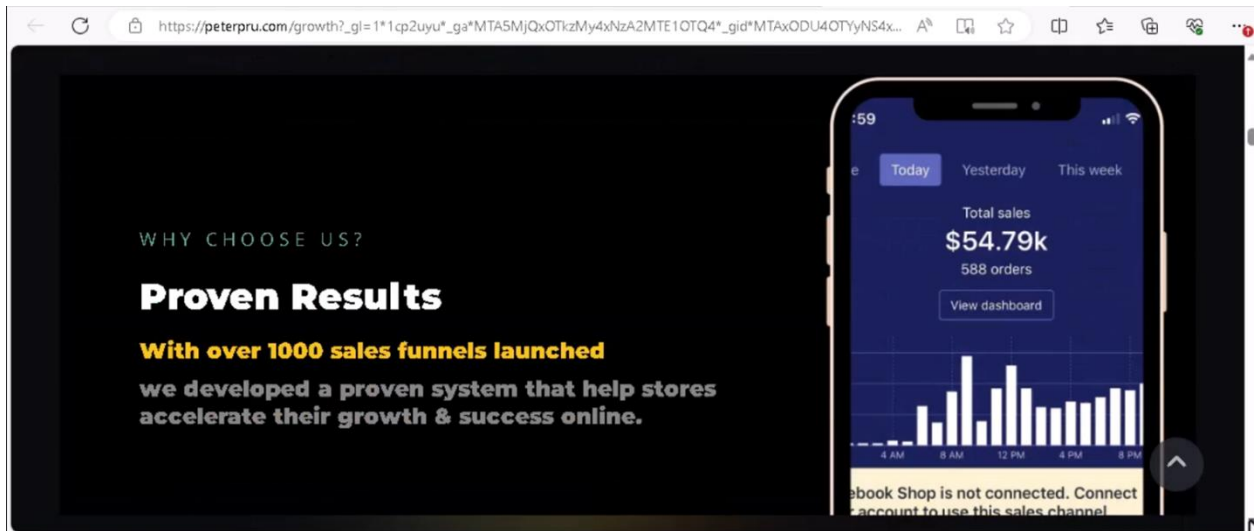 https://peterpru.com/growth?_gl=1*1cp2uyu*_ga*MTA5MjQxOTkzMy4xNzA2MTE1OTQ4*_gid*MTAxODU4OTYyNS4x...
:59
e Today Yesterday This week
Total sales
$54.79k
588 orders
View dashboard
WHY CHOOSE US?
Proven Results
With over 1000 sales funnels launched
we developed a proven system that help stores
accelerate their growth & success online.
4 AM 8 AM 12 PM 4 PM 8 PM
ebook Shop is not connected. Connect
r account to use this sales channel